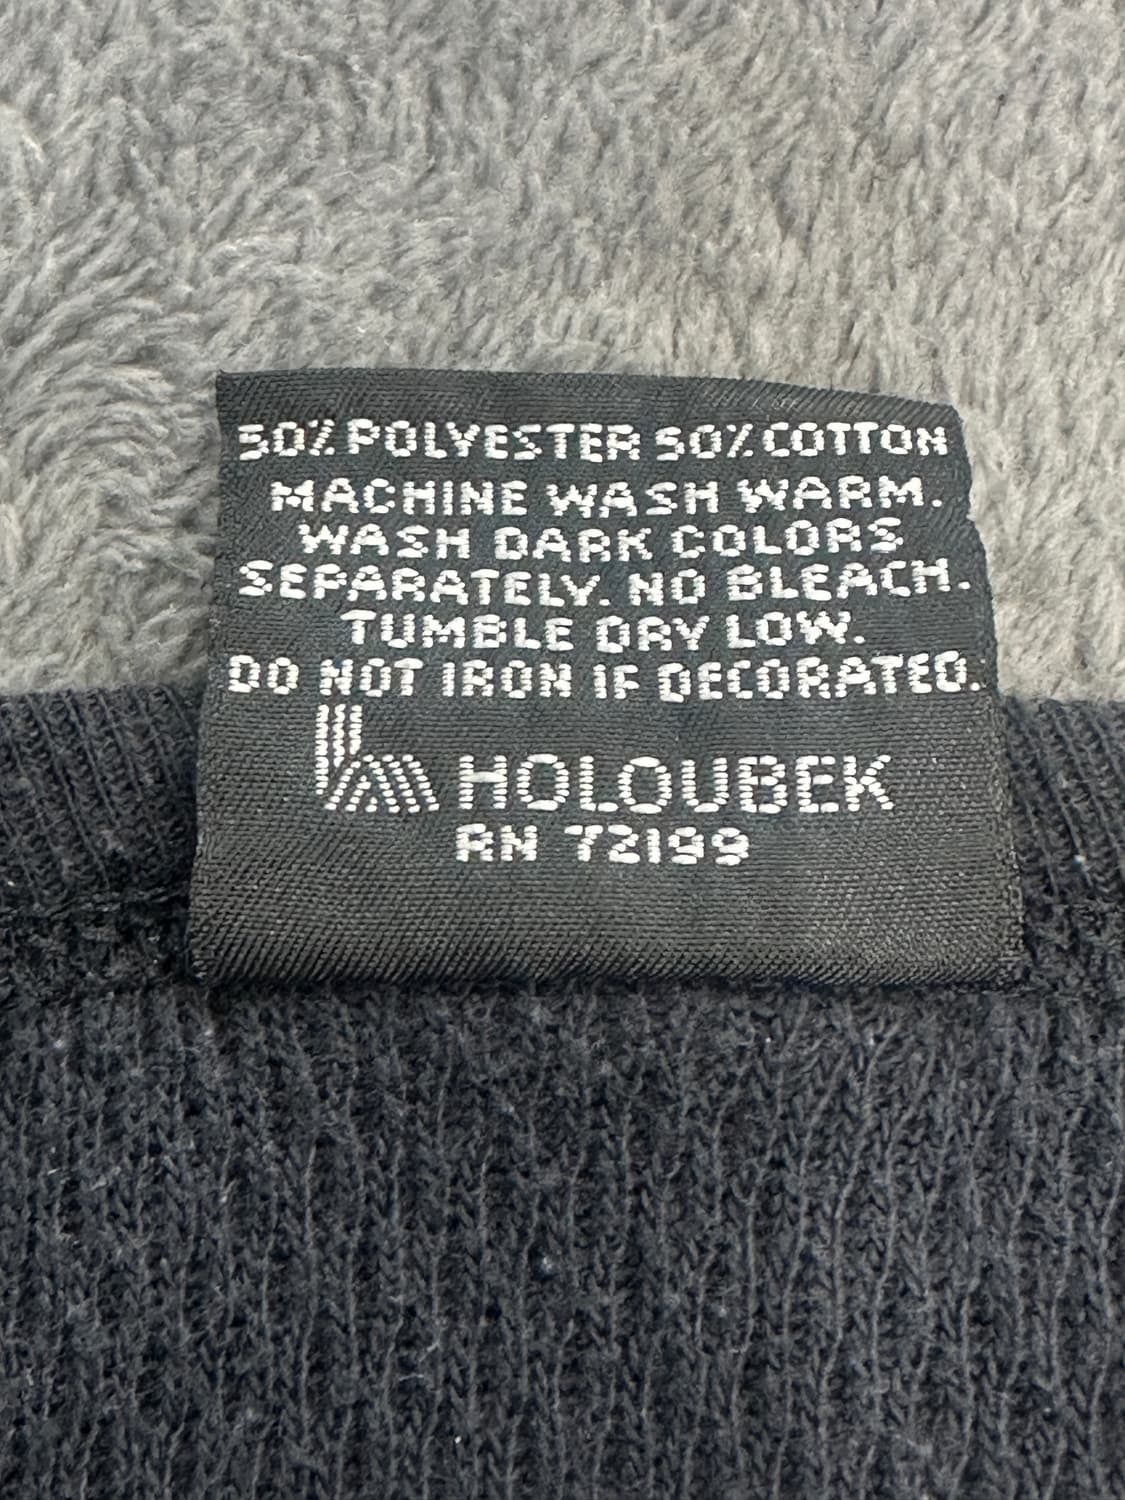 50% POLYESTER 50% COTTON
MACHINE WASH WARM.
WASH DARK COLORS
SEPARATELY. NO BLEACH.
TUMBLE DRY LOW.
DO NOT IRON IF DECORATED.
HOLOUBEK
RN 72199